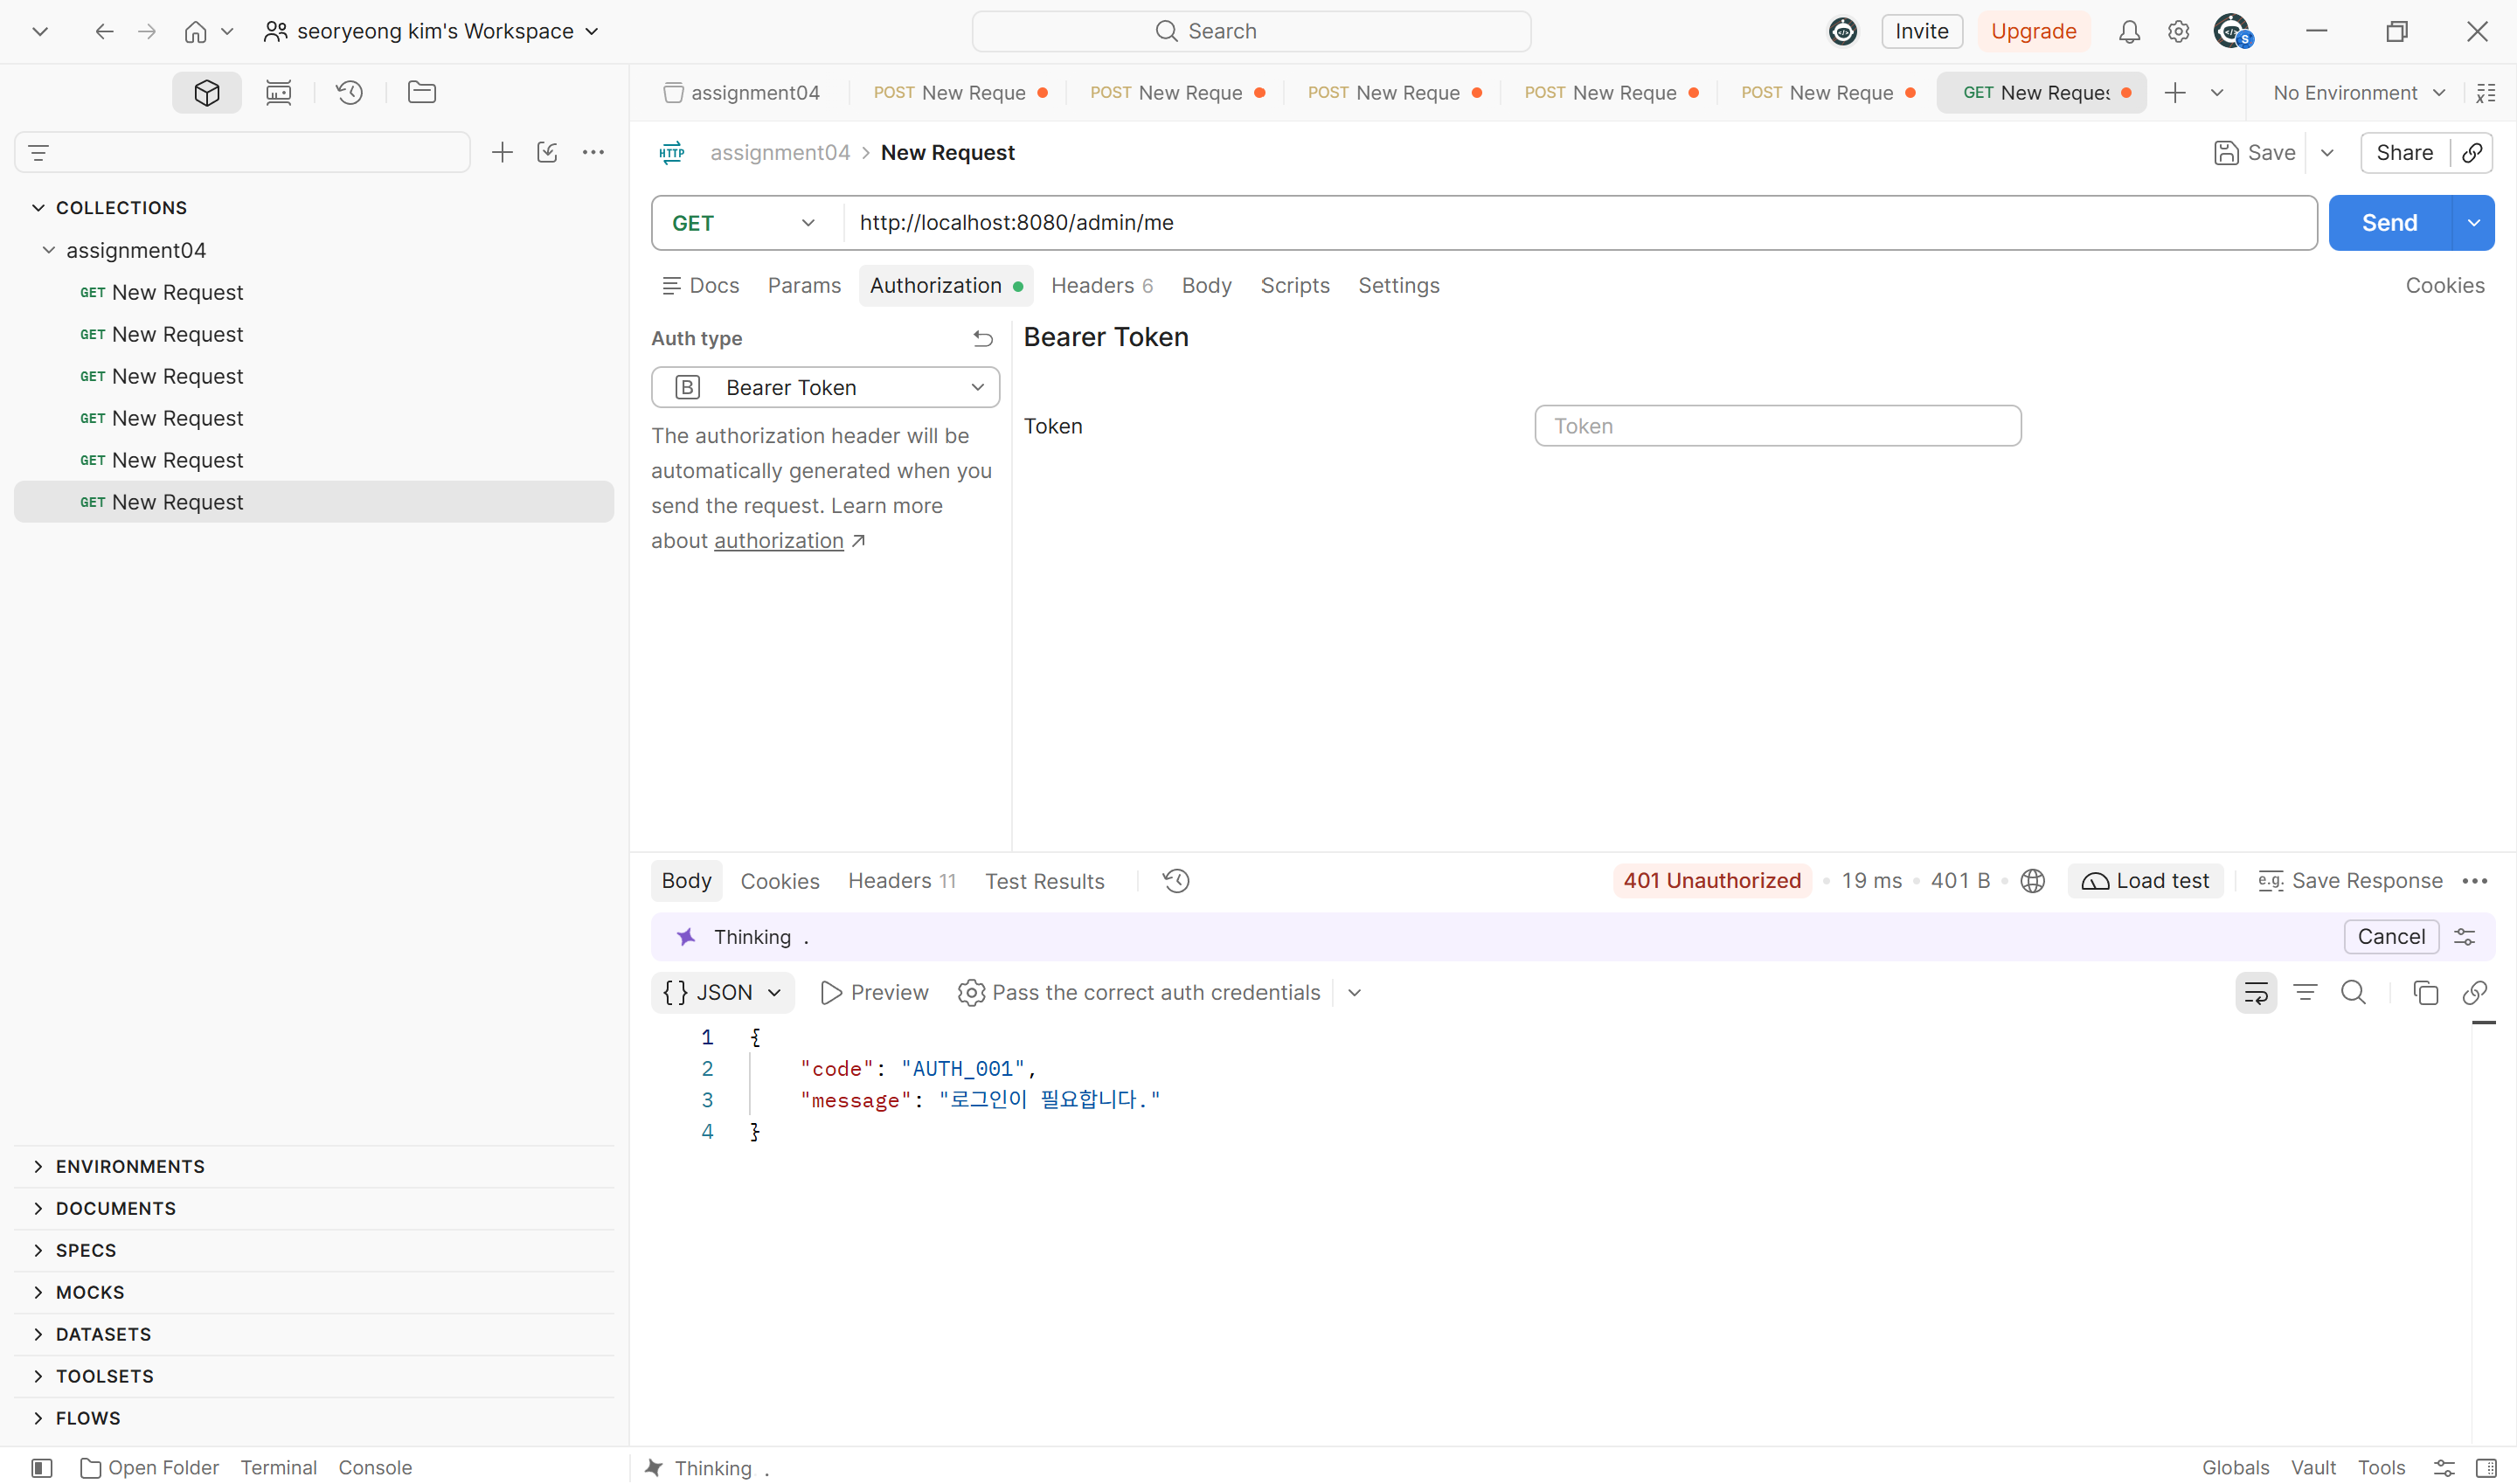 seoryeong kim's Workspace
Search
Invite
Upgrade
S
assignment04
POST New Reque
POST New Reque
POST New Reque
POST New Reque
POST New Reque
GET New Reques
No Environment
HTTP assignment04 > New Request
Save
Share
COLLECTIONS
assignment04
GET New Request
GET New Request
GET New Request
GET New Request
GET New Request
GET New Request
GET
http://localhost:8080/admin/me
Send
Docs
Params
Authorization
Headers 6
Body
Scripts
Settings
Cookies
Auth type
B Bearer Token
The authorization header will be
automatically generated when you
send the request. Learn more
about authorization
Bearer Token
Token
Token
Body
Cookies
Headers 11
Test Results
401 Unauthorized
19 ms
401 B
Load test
e.g. Save Response
Thinking .
Cancel
{} JSON
Preview
Pass the correct auth credentials
1 {
2 "code": "AUTH_001",
3 "message": "로그인이 필요합니다."
4 }
ENVIRONMENTS
DOCUMENTS
SPECS
MOCKS
DATASETS
TOOLSETS
FLOWS
Open Folder
Terminal
Console
Thinking .
Globals
Vault
Tools